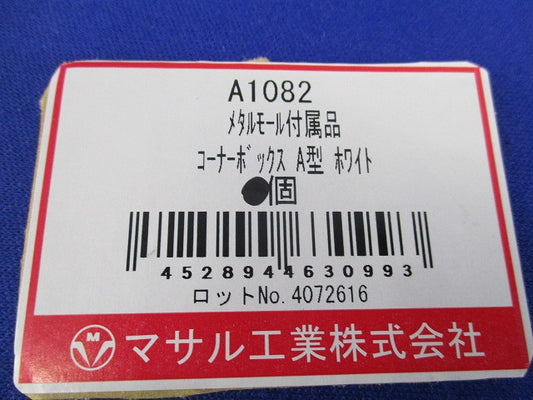 A1082
ﾒﾀﾙﾓｰﾙ付属品
ｺｰﾅｰﾎﾞｯｸｽ A型 ﾎﾜｲﾄ
個
4528944630993
ロットNo. 4072616
M マサル工業株式会社